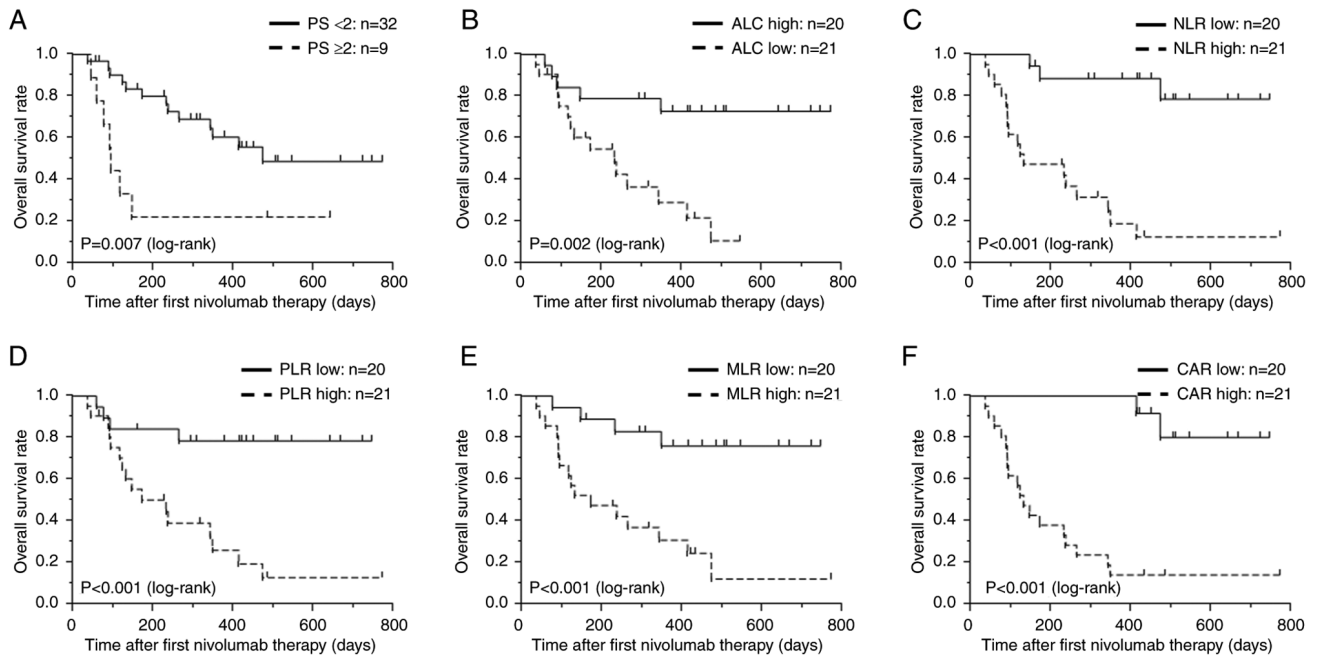 A
PS <2: n=32
PS ≥2: n=9
1.0
0.8
0.6
0.4
0.2
0.0
Overall survival rate
P=0.007 (log-rank)
0 200 400 600 800
Time after first nivolumab therapy (days)
B
ALC high: n=20
ALC low: n=21
1.0
0.8
0.6
0.4
0.2
0.0
Overall survival rate
P=0.002 (log-rank)
0 200 400 600 800
Time after first nivolumab therapy (days)
C
NLR low: n=20
NLR high: n=21
1.0
0.8
0.6
0.4
0.2
0.0
Overall survival rate
P<0.001 (log-rank)
0 200 400 600 800
Time after first nivolumab therapy (days)
D
PLR low: n=20
PLR high: n=21
1.0
0.8
0.6
0.4
0.2
0.0
Overall survival rate
P<0.001 (log-rank)
0 200 400 600 800
Time after first nivolumab therapy (days)
E
MLR low: n=20
MLR high: n=21
1.0
0.8
0.6
0.4
0.2
0.0
Overall survival rate
P<0.001 (log-rank)
0 200 400 600 800
Time after first nivolumab therapy (days)
F
CAR low: n=20
CAR high: n=21
1.0
0.8
0.6
0.4
0.2
0.0
Overall survival rate
P<0.001 (log-rank)
0 200 400 600 800
Time after first nivolumab therapy (days)